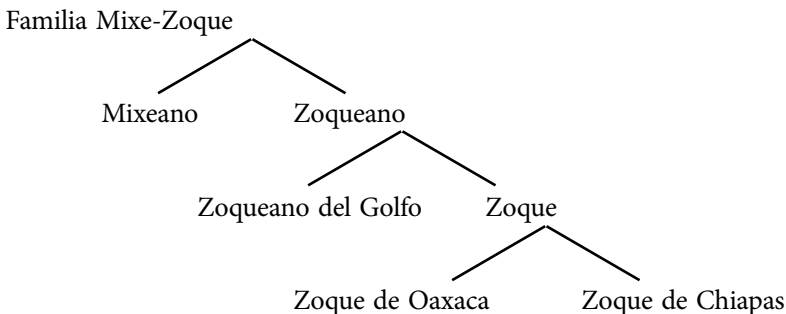 Familia Mixe-Zoque
Mixeano Zoqueano
Zoqueano del Golfo Zoque
Zoque de Oaxaca Zoque de Chiapas